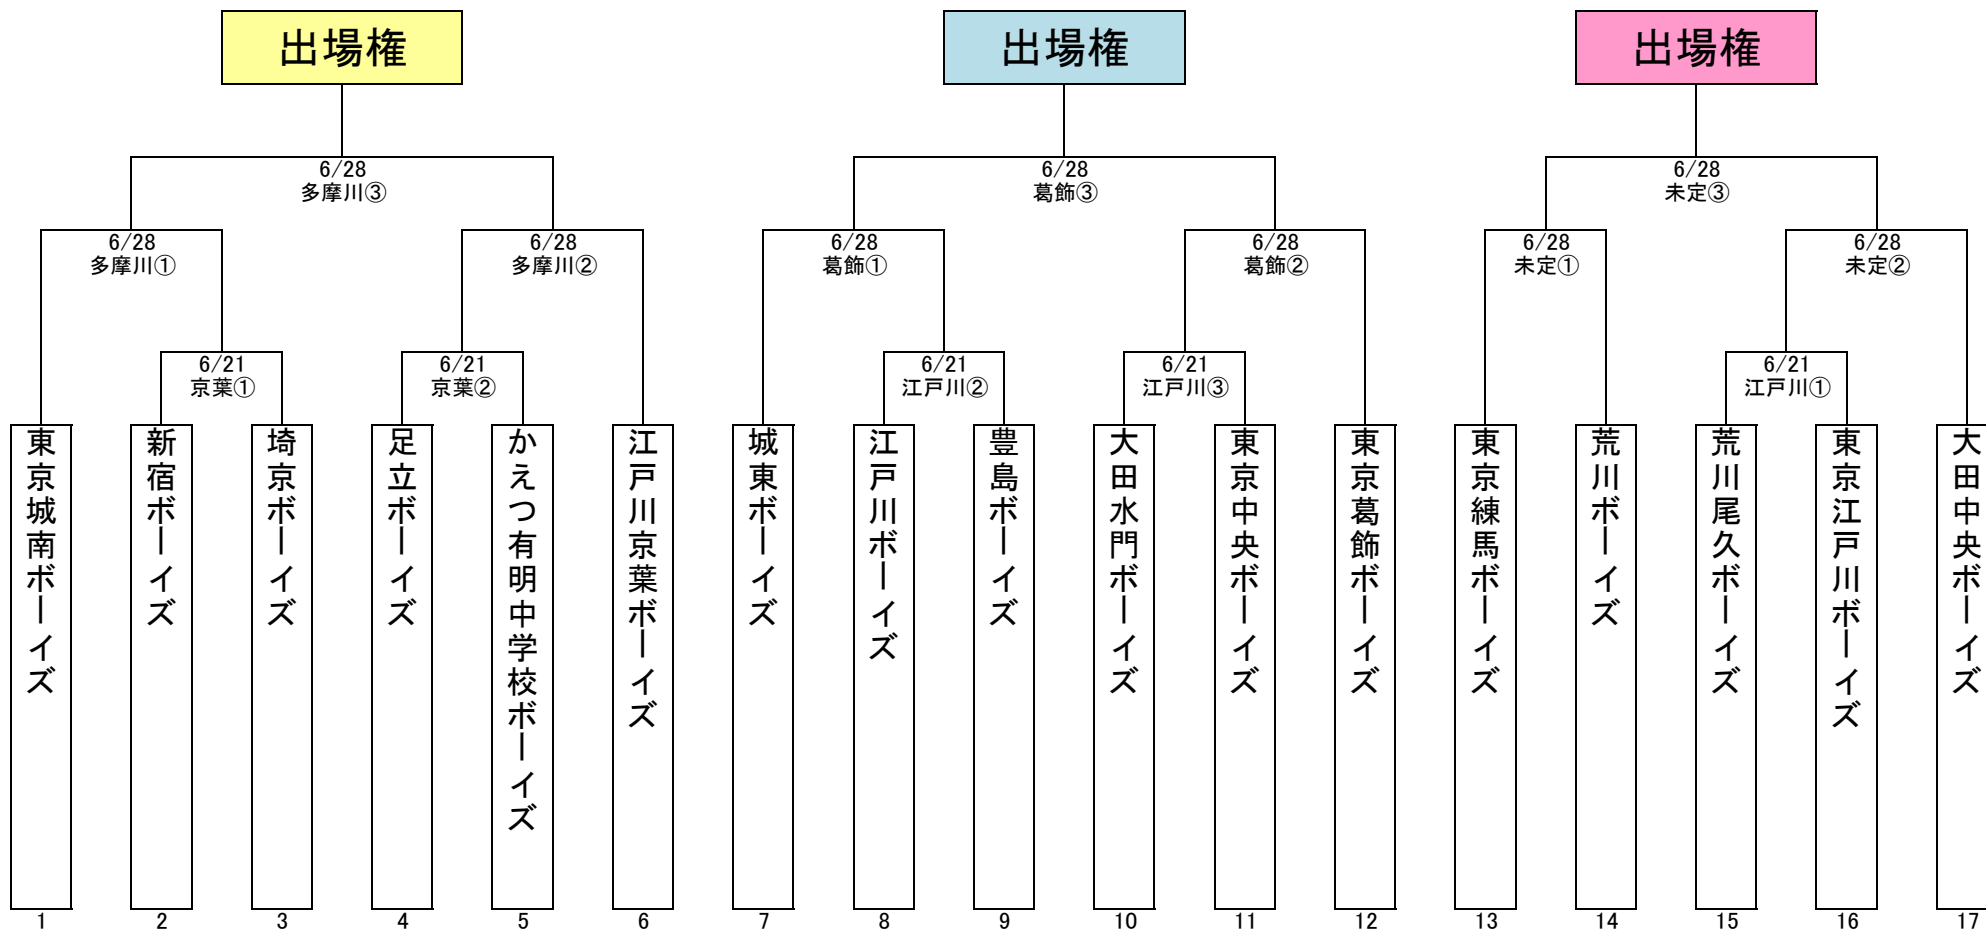 出場権
出場権
出場権
6/28
多摩川③
6/28
葛飾③
6/28
未定③
6/28
多摩川①
6/28
多摩川②
6/28
葛飾①
6/28
葛飾②
6/28
未定①
6/28
未定②
6/21
京葉①
6/21
京葉②
6/21
江戸川②
6/21
江戸川③
6/21
江戸川①
東京城南ボーイズ
新宿ボーイズ
埼京ボーイズ
足立ボーイズ
かえつ有明中学校ボーイズ
江戸川京葉ボーイズ
城東ボーイズ
江戸川ボーイズ
豊島ボーイズ
大田水門ボーイズ
東京中央ボーイズ
東京葛飾ボーイズ
東京練馬ボーイズ
荒川ボーイズ
荒川尾久ボーイズ
東京江戸川ボーイズ
大田中央ボーイズ
1 2 3 4 5 6 7 8 9 10 11 12 13 14 15 16 17